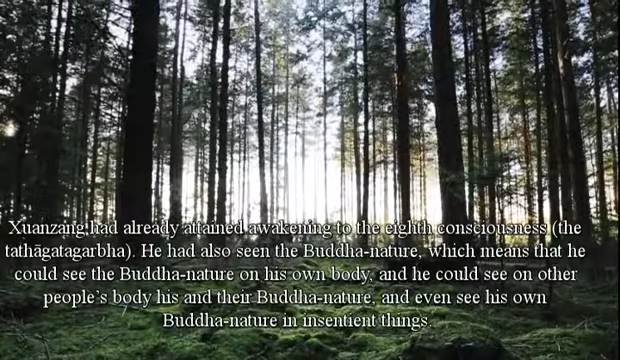 Xuanzang had already attained awakening to the eighth consciousness (the
tathāgatagarbha). He had also seen the Buddha-nature, which means that he
could see the Buddha-nature on his own body, and he could see on other
people's body his and their Buddha-nature, and even see his own
Buddha-nature in insentient things.